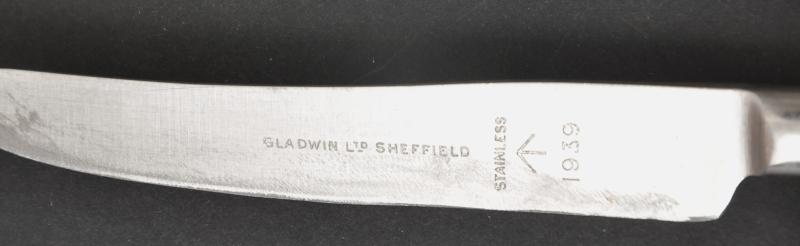 GLADWIN LTD SHEFFIELD
STAINLESS
1939